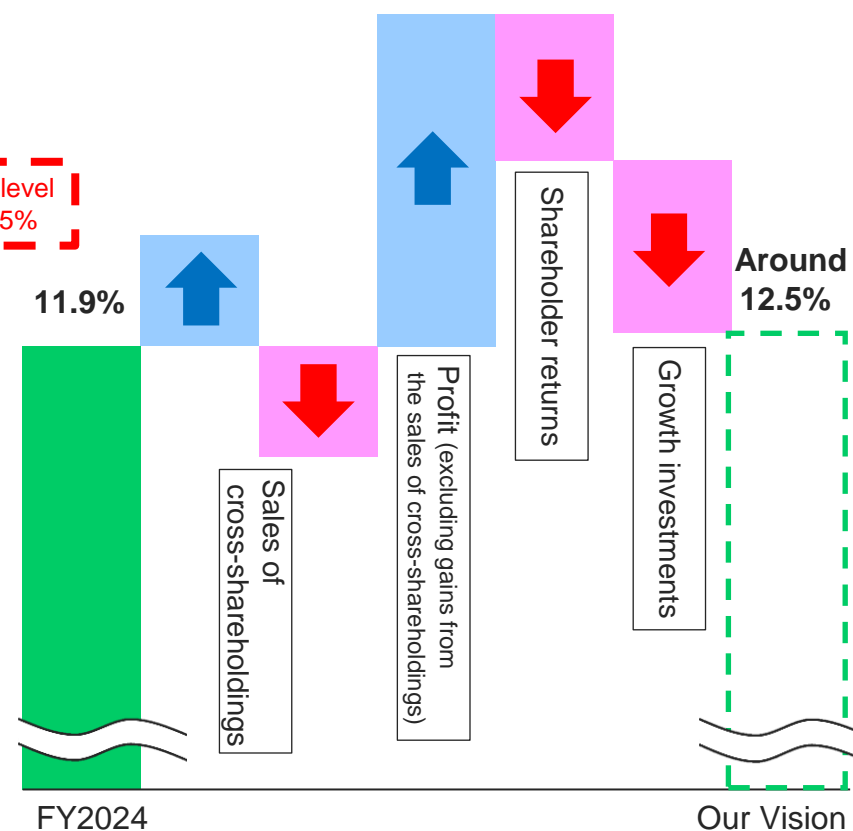 level
5%
11.9%
Sales of
cross-shareholdings
Profit (excluding gains from
the sales of cross-shareholdings)
Shareholder returns
Growth investments
Around
12.5%
FY2024
Our Vision